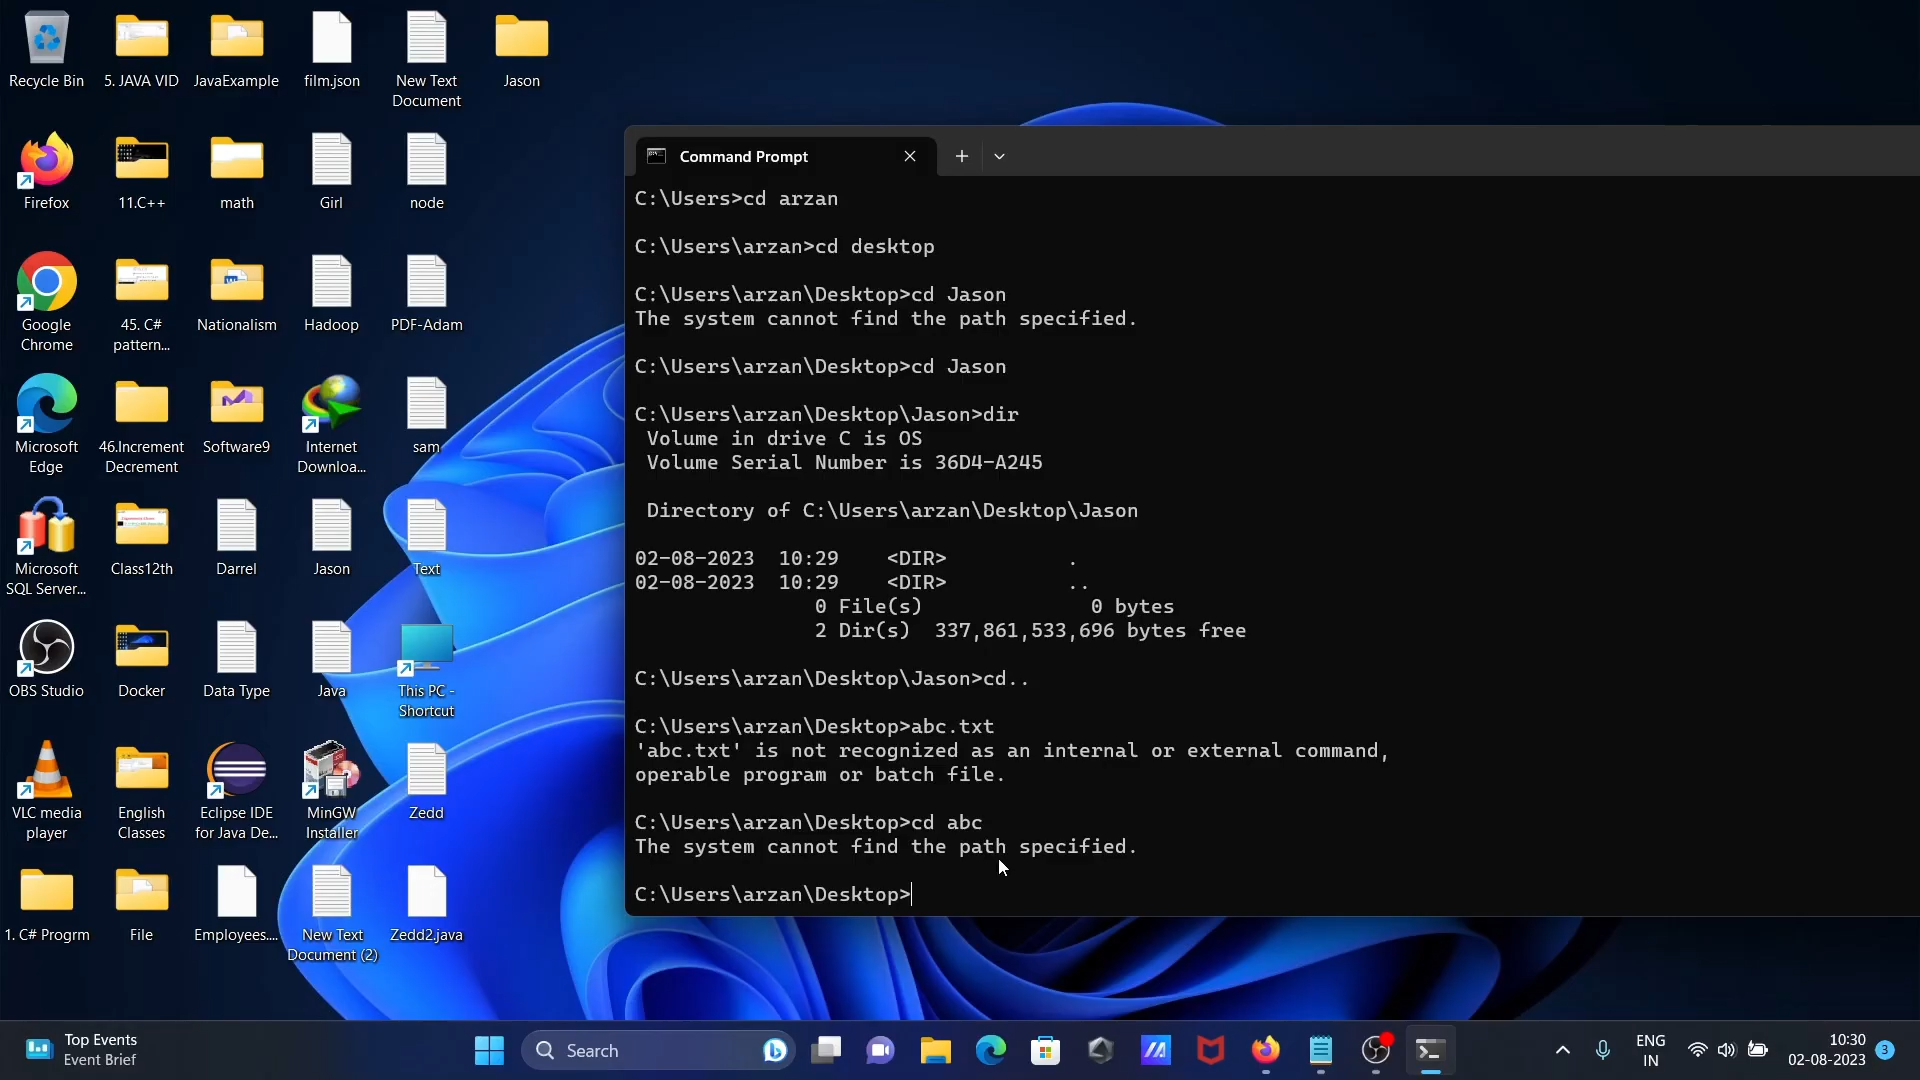 Recycle Bin
5. JAVA VID
JavaExample
film.json
New Text
Document
Jason
Firefox
11.C++
math
Girl
node
Google
Chrome
45. C#
pattern...
Nationalism
Hadoop
PDF-Adam
Microsoft
Edge
46.Increment
Decrement
Software9
Internet
Downloa...
sam
Microsoft
SQL Server...
Class12th
Darrel
Jason
Text
OBS Studio
Docker
Data Type
Java
This PC -
Shortcut
VLC media
player
English
Classes
Eclipse IDE
for Java De...
MinGW
Installer
Zedd
1. C# Progrm
File
Employees....
New Text
Document (2)
Zedd2.java
Command Prompt
C:\Users>cd arzan
C:\Users\arzan>cd desktop
C:\Users\arzan\Desktop>cd Jason
The system cannot find the path specified.
C:\Users\arzan\Desktop>cd Jason
C:\Users\arzan\Desktop\Jason>dir
Volume in drive C is OS
Volume Serial Number is 36D4-A245
Directory of C:\Users\arzan\Desktop\Jason
02-08-2023  10:29    <DIR>          .
02-08-2023  10:29    <DIR>          ..
0 File(s)              0 bytes
2 Dir(s)  337,861,533,696 bytes free
C:\Users\arzan\Desktop\Jason>cd..
C:\Users\arzan\Desktop>abc.txt
'abc.txt' is not recognized as an internal or external command,
operable program or batch file.
C:\Users\arzan\Desktop>cd abc
The system cannot find the path specified.
C:\Users\arzan\Desktop>
Top Events
Event Brief
Search
ENG
IN
10:30
02-08-2023
3